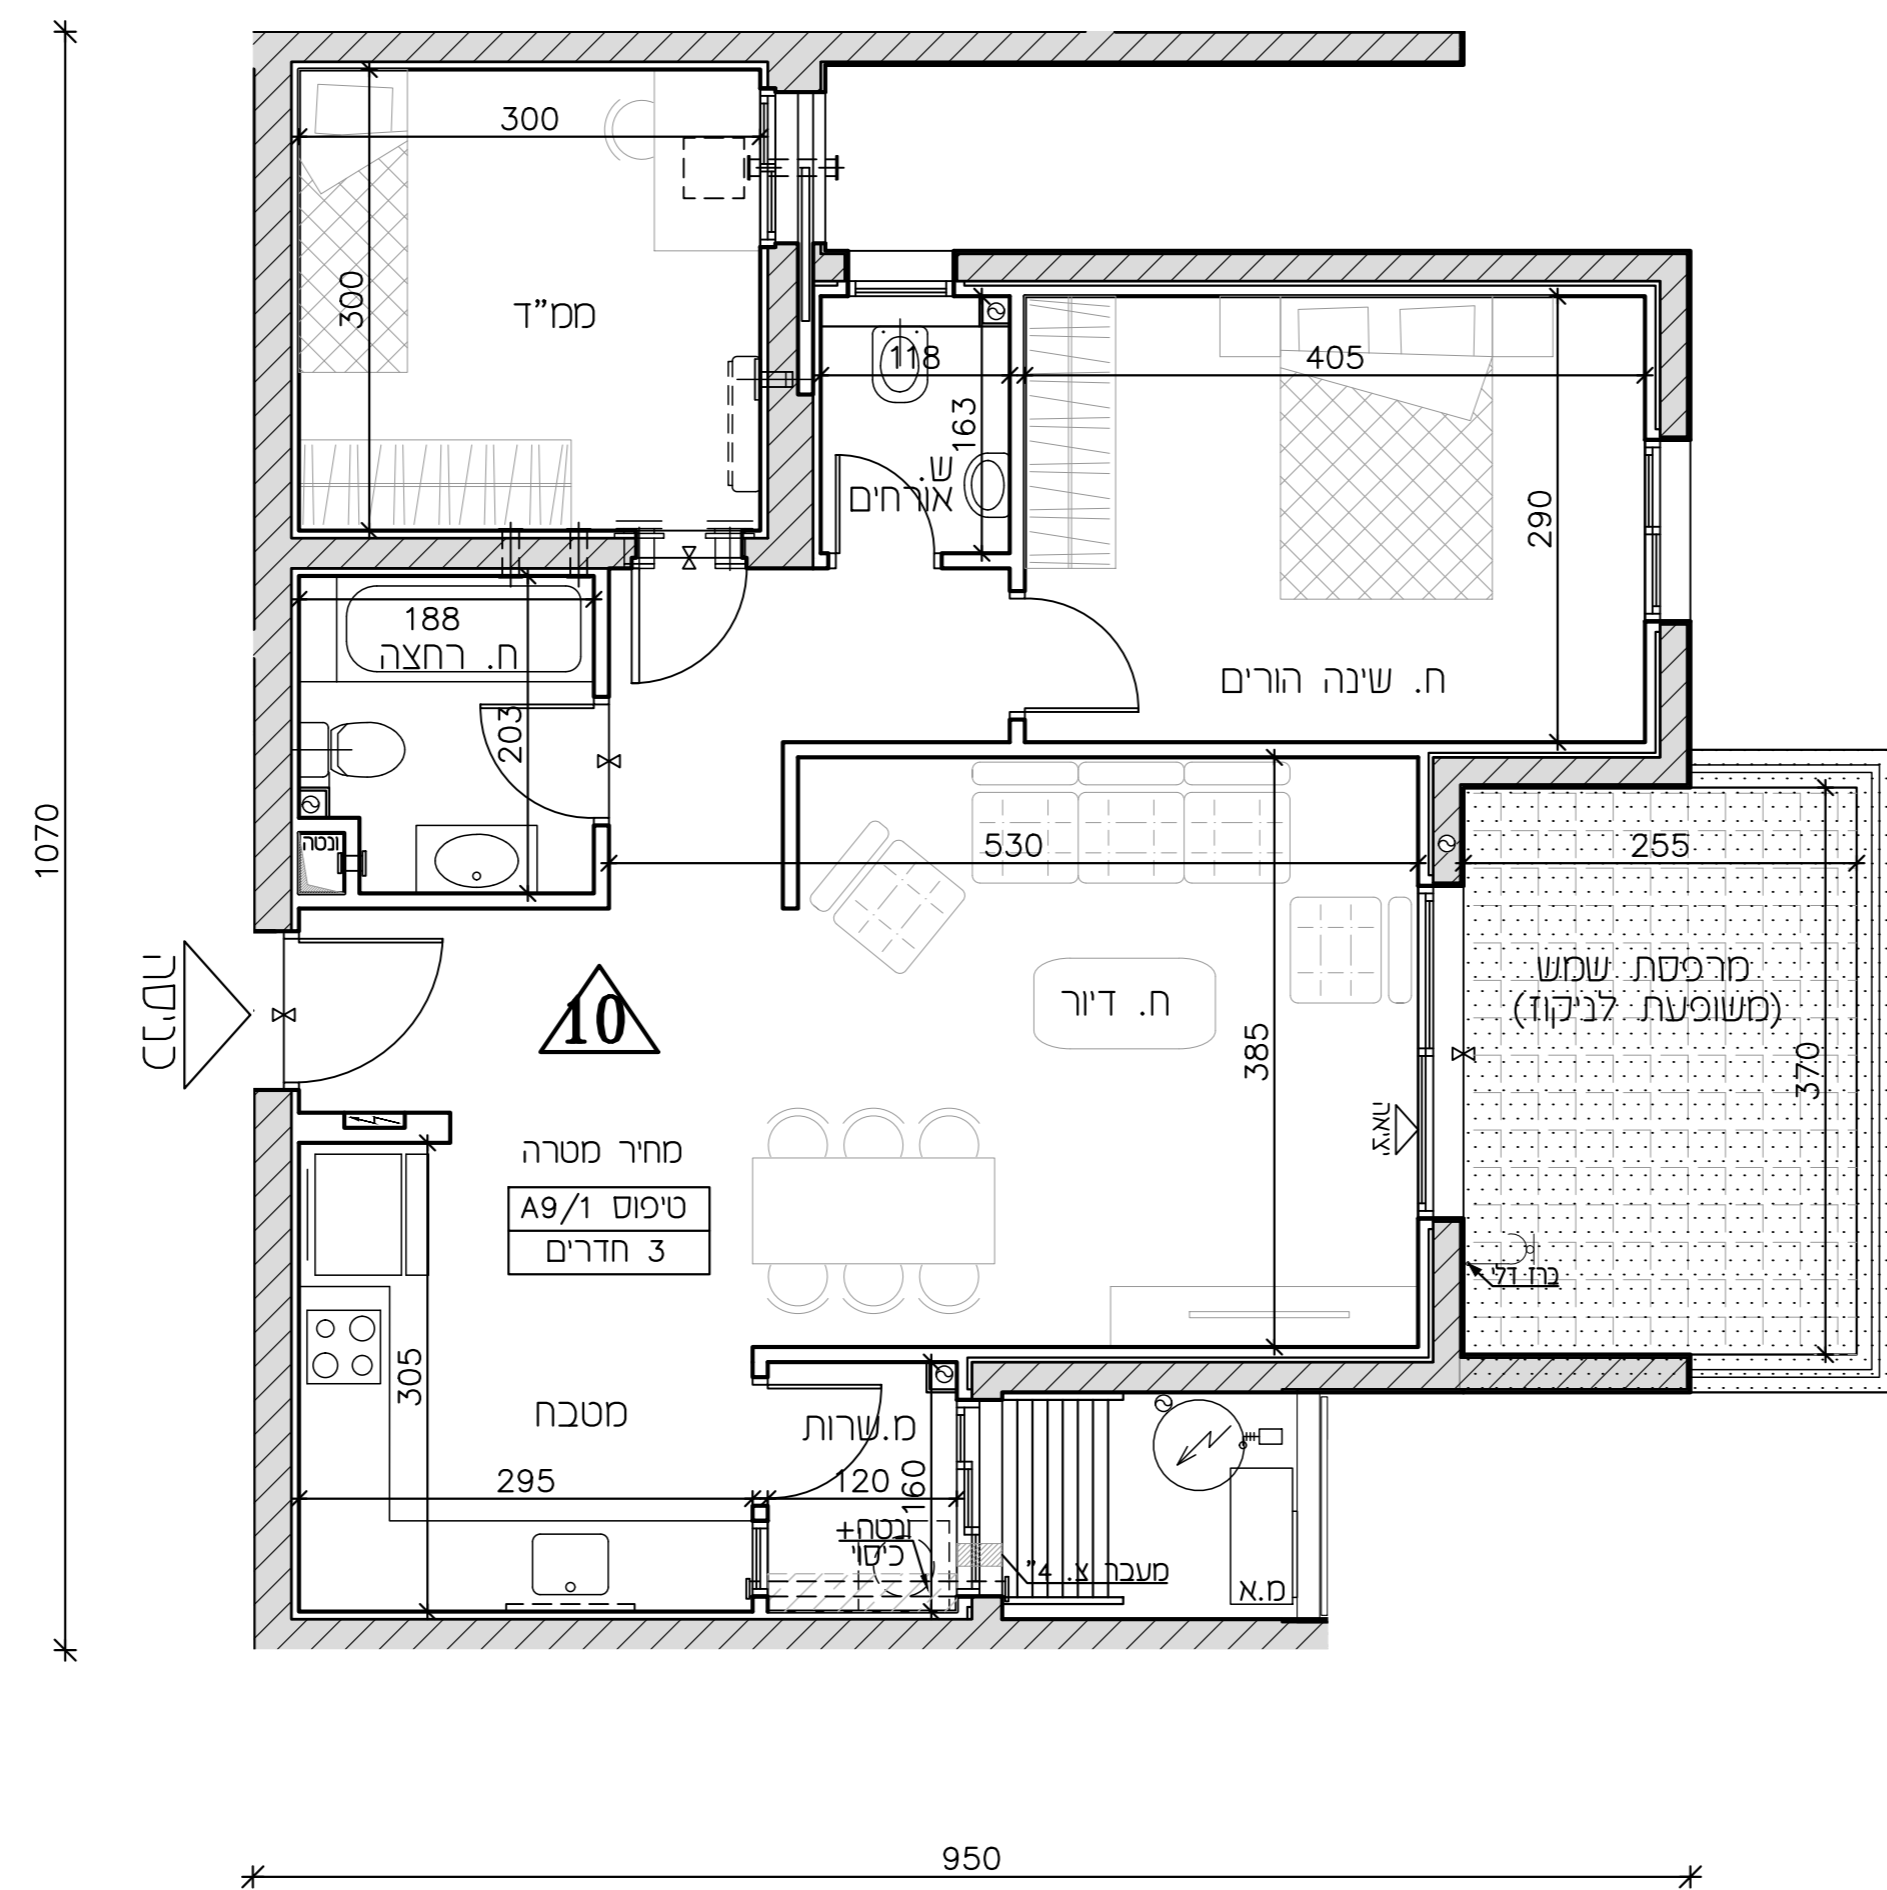 300
300
ממ"ד
118
405
163
ש.
אורחים
290
188
ח. רחצה
ח. שינה הורים
203
1070
ונטה
530
255
כניסה
10
ח. דיור
מרפסת שמש
(משופעת לניקוז)
385
370
יציאה
מחיר מטרה
טיפוס A9/1
3 חדרים
ברז דלי
305
מטבח
מ.שרות
295
120
160
ונטה+
כיסוי
מעבר צ. 4"
מ.א
950